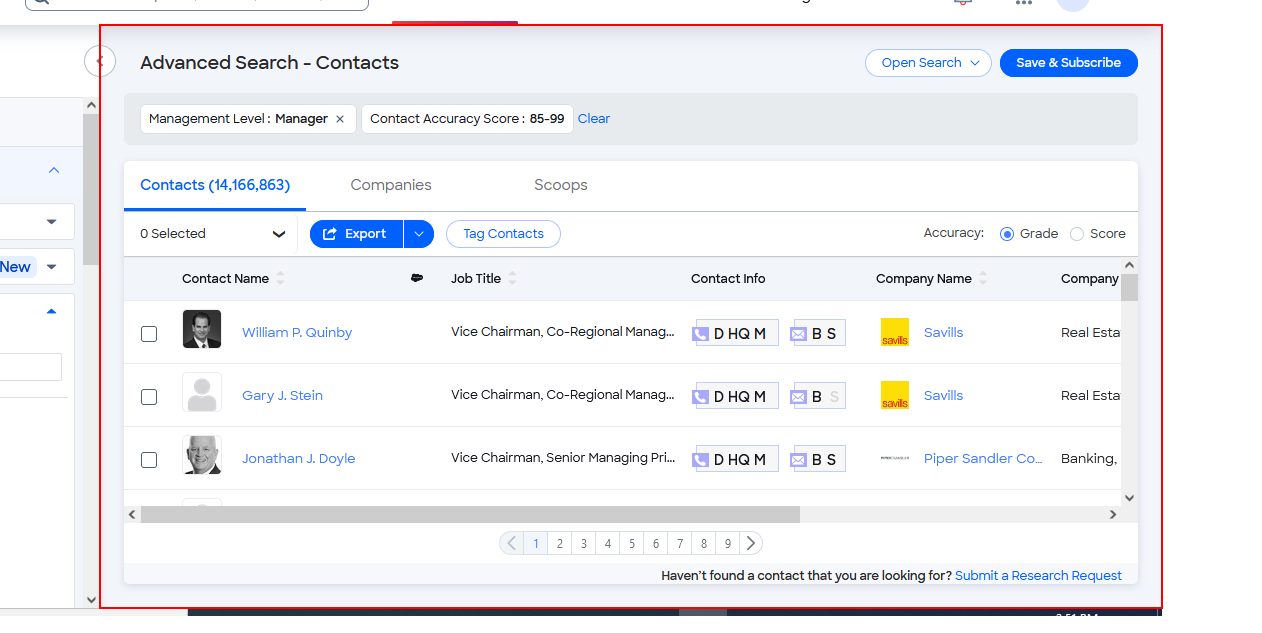 Advanced Search - Contacts
Open Search
Save & Subscribe
Management Level : Manager ×
Contact Accuracy Score : 85-99
Clear
Contacts (14,166,863)
Companies
Scoops
0 Selected
Export
Tag Contacts
Accuracy:
Grade
Score
New
Contact Name
Job Title
Contact Info
Company Name
Company
William P. Quinby
Vice Chairman, Co-Regional Manag...
D HQ M
B S
savills
Savills
Real Esta
Gary J. Stein
Vice Chairman, Co-Regional Manag...
D HQ M
B S
savills
Savills
Real Esta
Jonathan J. Doyle
Vice Chairman, Senior Managing Pri...
D HQ M
B S
Piper Sandler Co...
Banking,
1 2 3 4 5 6 7 8 9
Haven't found a contact that you are looking for? Submit a Research Request